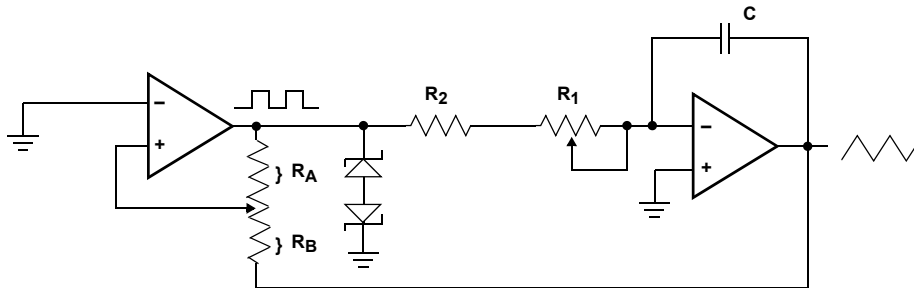 C
R2
R1
–
+
} RA
} RB
–
+